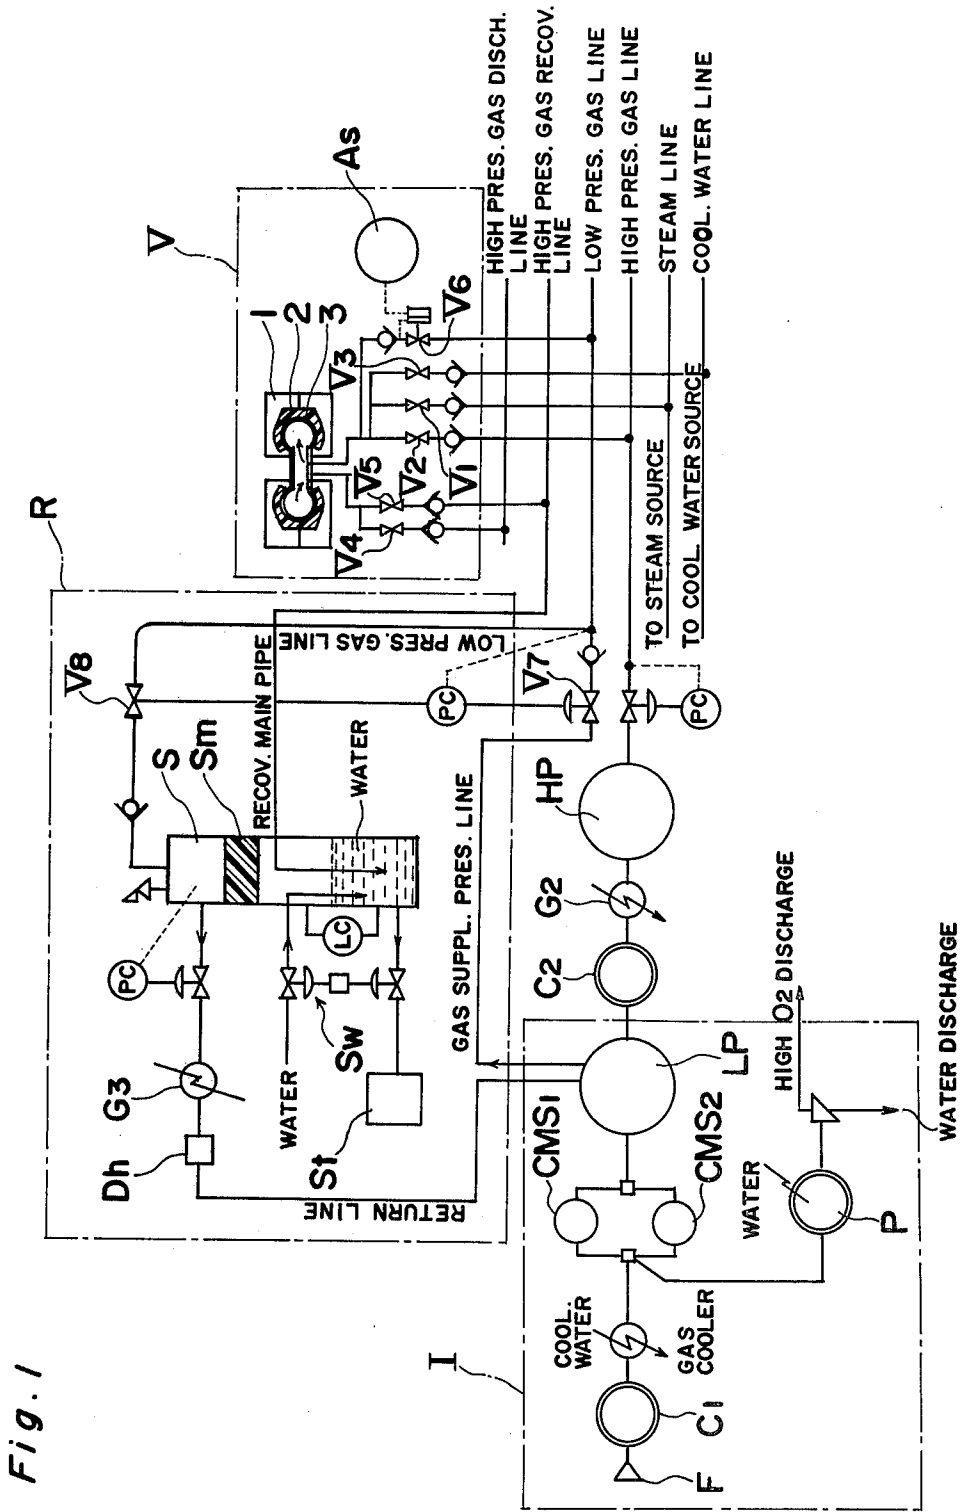 Fig. 1
R
V
As
1
2
3
V8
S
Sm
RECOV. MAIN PIPE
LOW PRES. GAS LINE
WATER
PC
PC
LC
G3
Dh
WATER
Sw
St
RETURN LINE
GAS SUPPL. PRES. LINE
V4
V5
V2
V1
V3
V6
HIGH PRES. GAS DISCH.
LINE
HIGH PRES. GAS RECOV.
LINE
LOW PRES. GAS LINE
HIGH PRES. GAS LINE
STEAM LINE
COOL. WATER LINE
TO STEAM SOURCE
TO COOL. WATER SOURCE
V7
PC
HP
G2
C2
LP
I
CMS1
CMS2
COOL.
WATER
GAS
COOLER
C1
F
WATER
P
HIGH O2 DISCHARGE
WATER DISCHARGE